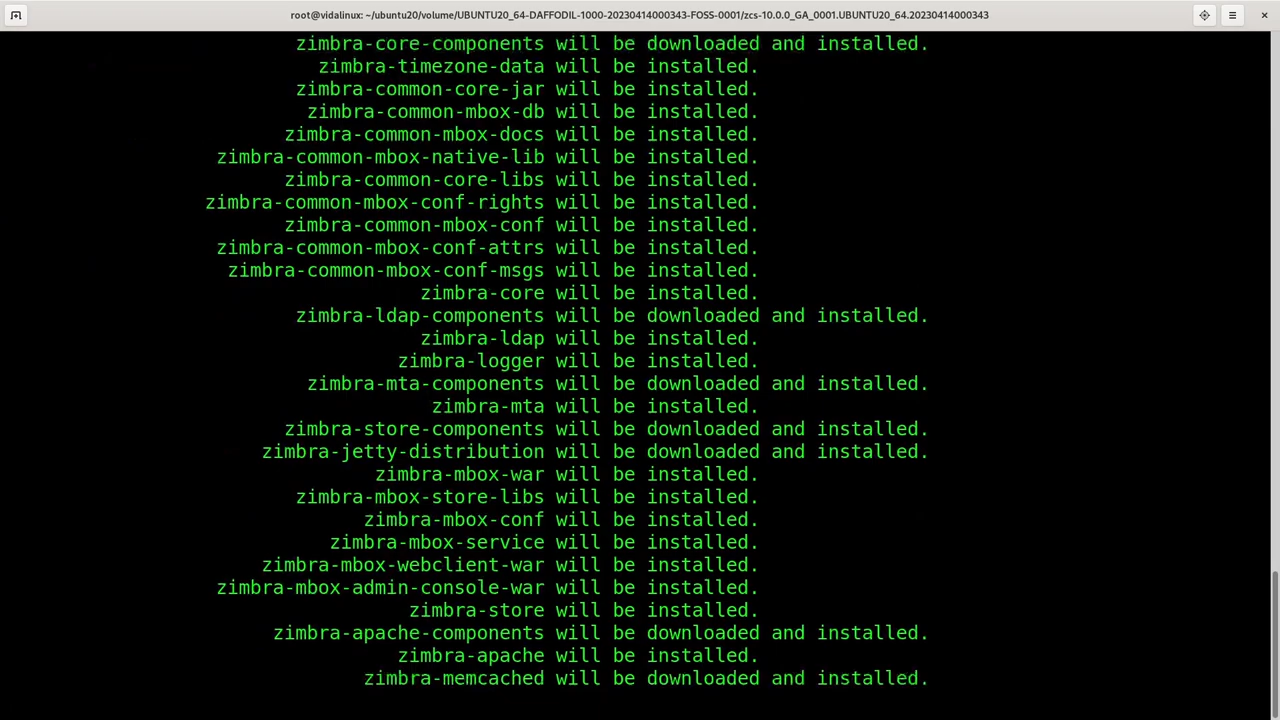 root@vidalinux: ~/ubuntu20/volume/UBUNTU20_64-DAFFODIL-1000-20230414000343-FOSS-0001/zcs-10.0.0_GA_0001.UBUNTU20_64.20230414000343
zimbra-core-components will be downloaded and installed.
zimbra-timezone-data will be installed.
zimbra-common-core-jar will be installed.
zimbra-common-mbox-db will be installed.
zimbra-common-mbox-docs will be installed.
zimbra-common-mbox-native-lib will be installed.
zimbra-common-core-libs will be installed.
zimbra-common-mbox-conf-rights will be installed.
zimbra-common-mbox-conf will be installed.
zimbra-common-mbox-conf-attrs will be installed.
zimbra-common-mbox-conf-msgs will be installed.
zimbra-core will be installed.
zimbra-ldap-components will be downloaded and installed.
zimbra-ldap will be installed.
zimbra-logger will be installed.
zimbra-mta-components will be downloaded and installed.
zimbra-mta will be installed.
zimbra-store-components will be downloaded and installed.
zimbra-jetty-distribution will be downloaded and installed.
zimbra-mbox-war will be installed.
zimbra-mbox-store-libs will be installed.
zimbra-mbox-conf will be installed.
zimbra-mbox-service will be installed.
zimbra-mbox-webclient-war will be installed.
zimbra-mbox-admin-console-war will be installed.
zimbra-store will be installed.
zimbra-apache-components will be downloaded and installed.
zimbra-apache will be installed.
zimbra-memcached will be downloaded and installed.